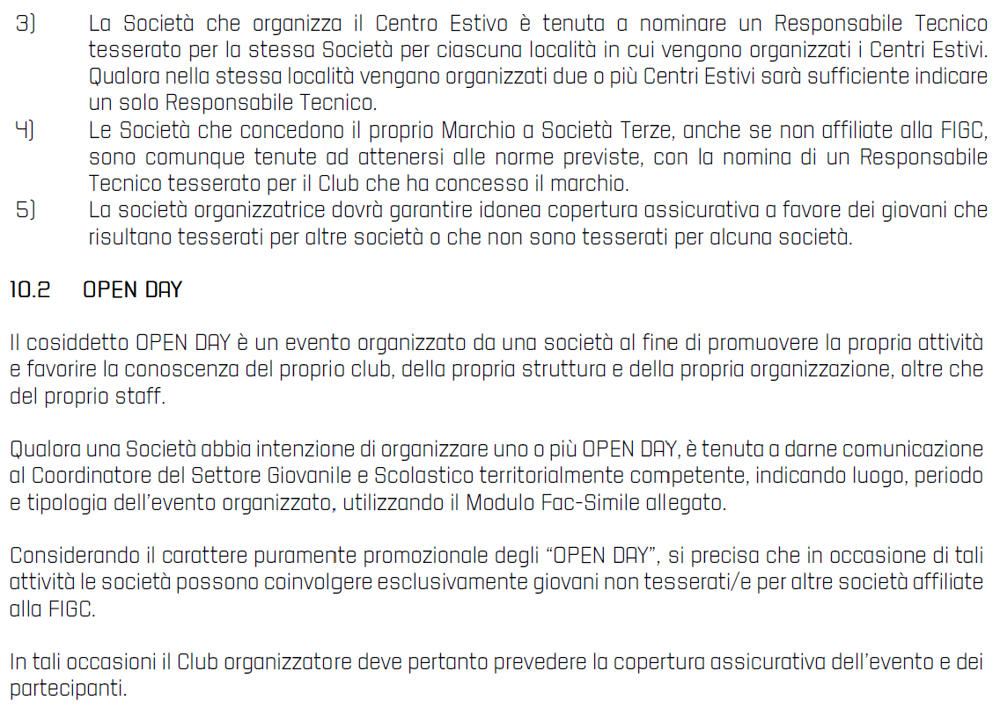 3) La Società che organizza il Centro Estivo è tenuta a nominare un Responsabile Tecnico
tesserato per la stessa Società per ciascuna località in cui vengono organizzati i Centri Estivi.
Qualora nella stessa località vengano organizzati due o più Centri Estivi sarà sufficiente indicare
un solo Responsabile Tecnico.
4) Le Società che concedono il proprio Marchio a Società Terze, anche se non affiliate alla FIGC,
sono comunque tenute ad attenersi alle norme previste, con la nomina di un Responsabile
Tecnico tesserato per il Club che ha concesso il marchio.
5) La società organizzatrice dovrà garantire idonea copertura assicurativa a favore dei giovani che
risultano tesserati per altre società o che non sono tesserati per alcuna società.
10.2 OPEN DAY
Il cosiddetto OPEN DAY è un evento organizzato da una società al fine di promuovere la propria attività
e favorire la conoscenza del proprio club, della propria struttura e della propria organizzazione, oltre che
del proprio staff.
Qualora una Società abbia intenzione di organizzare uno o più OPEN DAY, è tenuta a darne comunicazione
al Coordinatore del Settore Giovanile e Scolastico territorialmente competente, indicando luogo, periodo
e tipologia dell'evento organizzato, utilizzando il Modulo Fac-Simile allegato.
Considerando il carattere puramente promozionale degli “OPEN DAY”, si precisa che in occasione di tali
attività le società possono coinvolgere esclusivamente giovani non tesserati/e per altre società affiliate
alla FIGC.
In tali occasioni il Club organizzatore deve pertanto prevedere la copertura assicurativa dell'evento e dei
partecipanti.